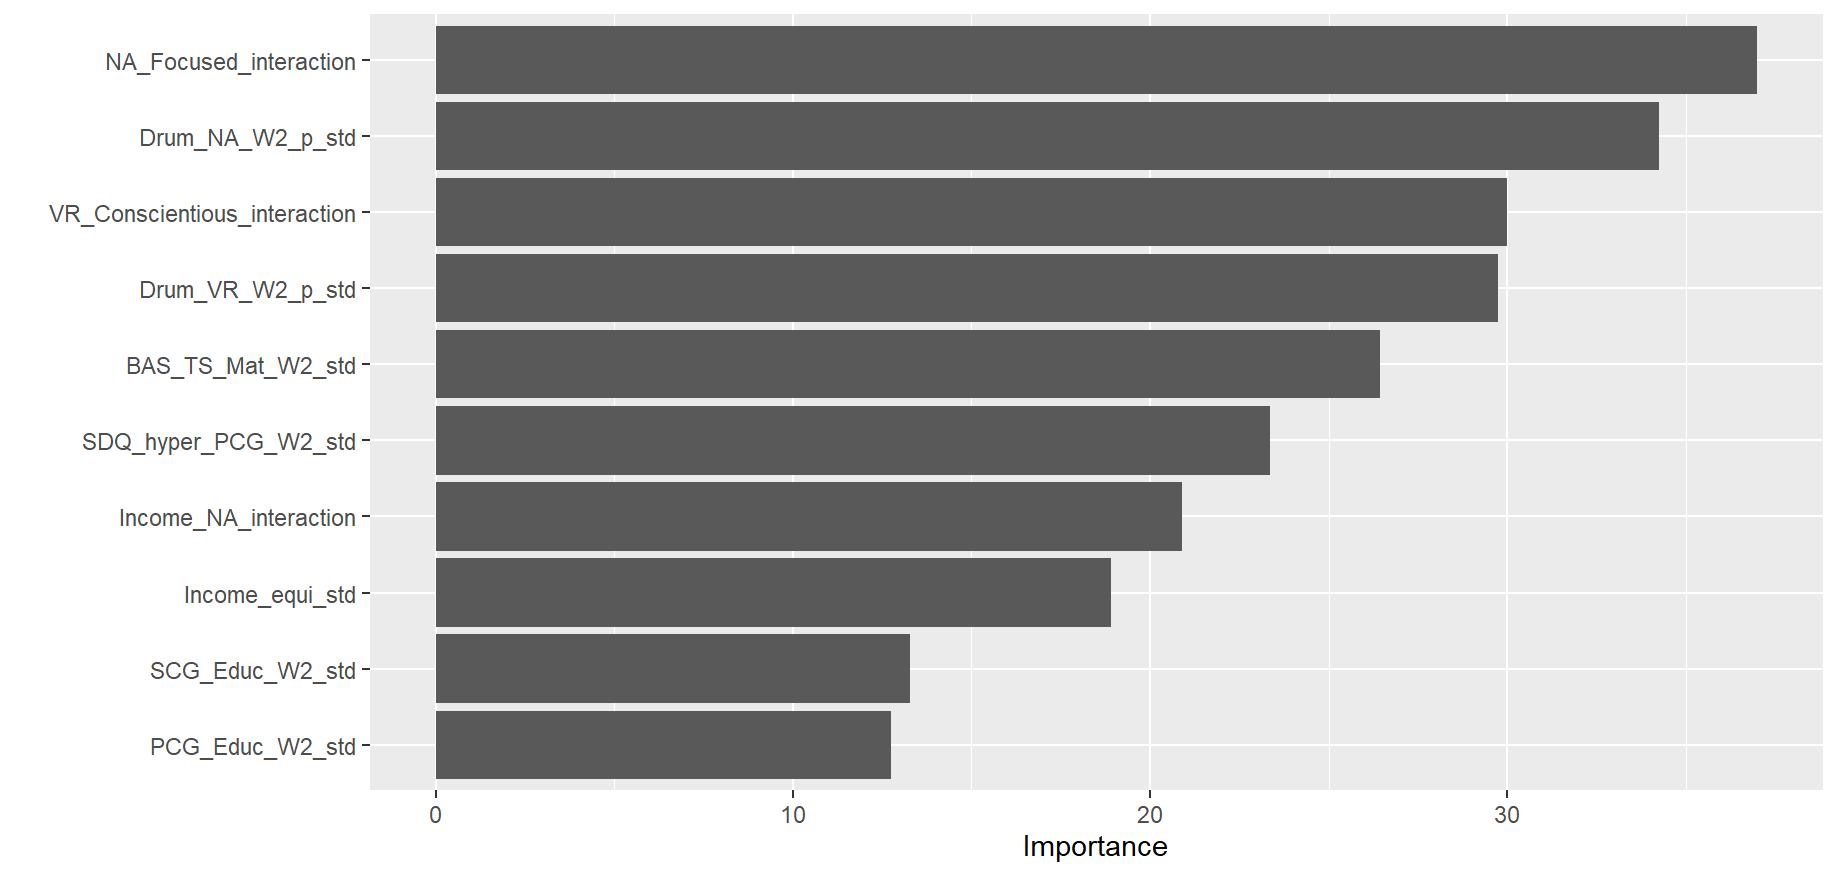 NA_Focused_interaction
Drum_NA_W2_p_std
VR_Conscientious_interaction
Drum_VR_W2_p_std
BAS_TS_Mat_W2_std
SDQ_hyper_PCG_W2_std
Income_NA_interaction
Income_equi_std
SCG_Educ_W2_std
PCG_Educ_W2_std
0 10 20 30
Importance